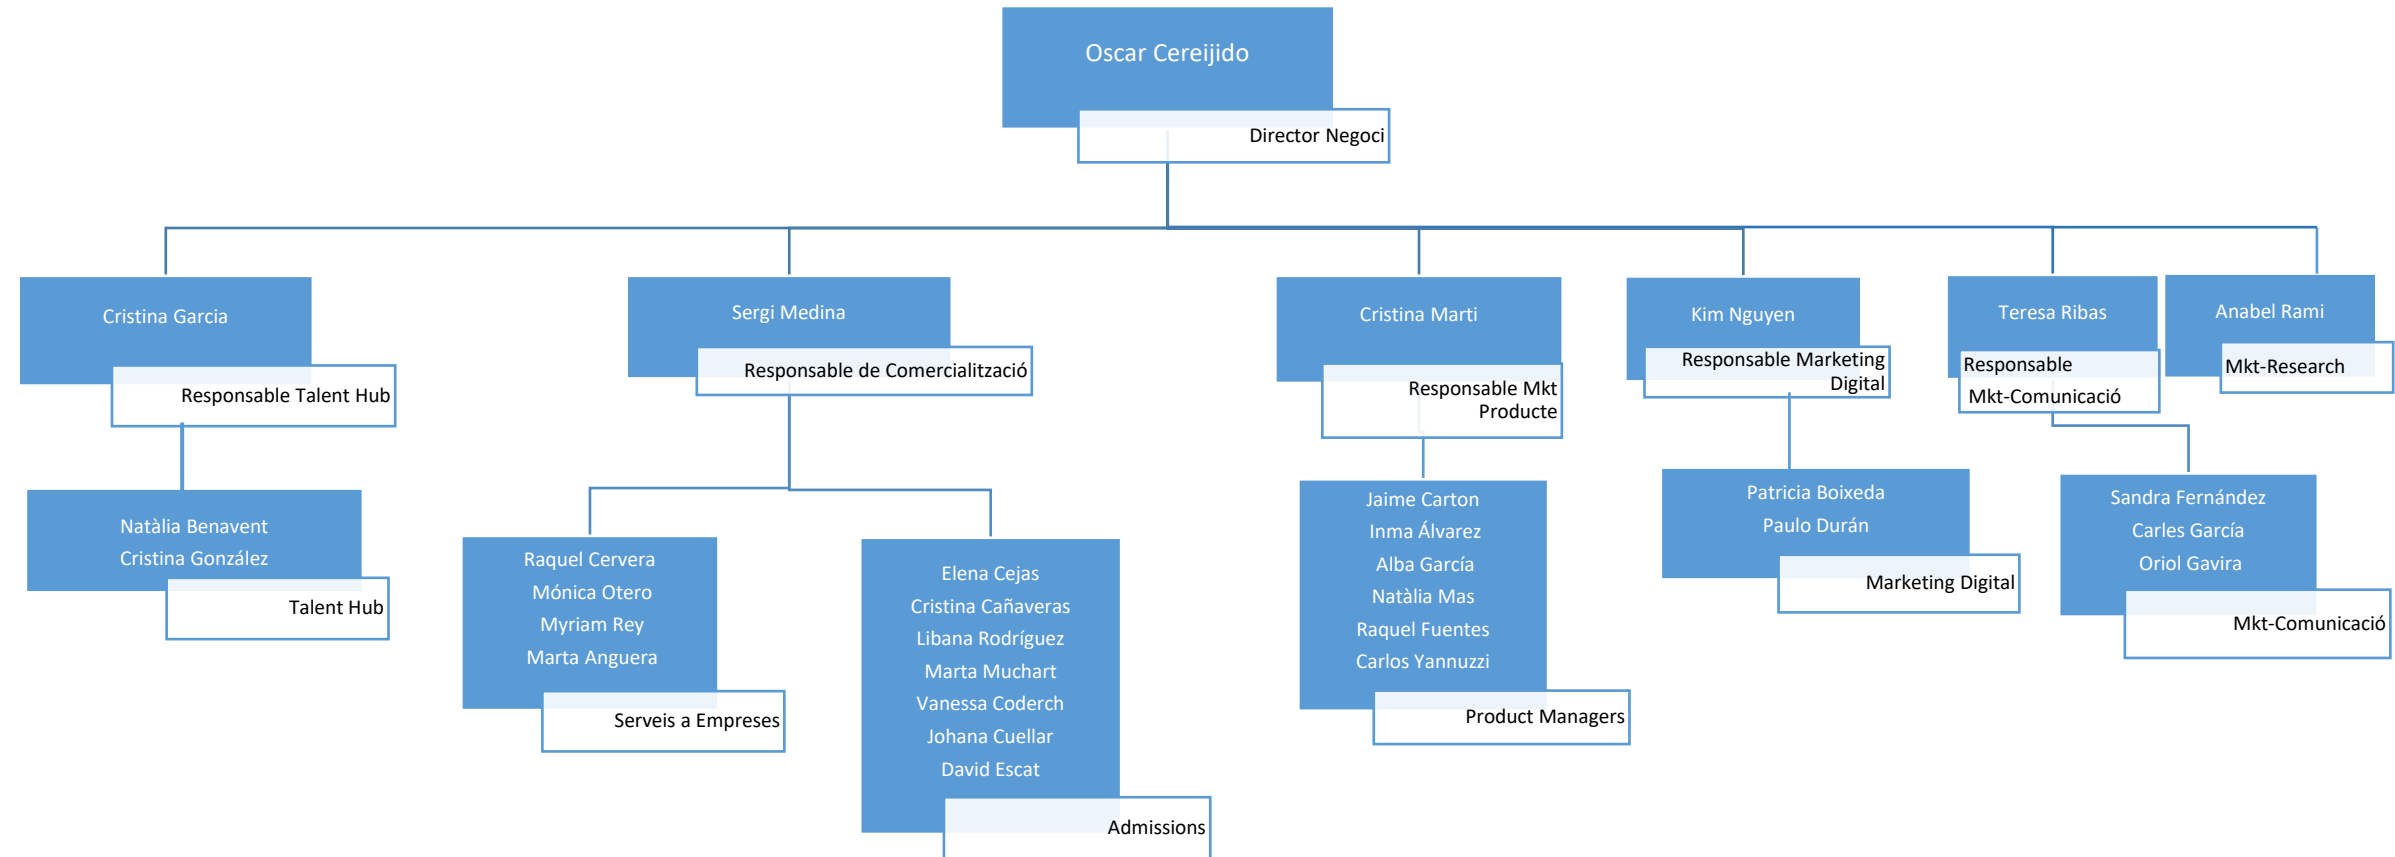 Oscar Cereijido
Director Negoci
Cristina Garcia
Responsable Talent Hub
Sergi Medina
Responsable de Comercialització
Cristina Marti
Responsable Mkt
Producte
Kim Nguyen
Responsable Marketing
Digital
Teresa Ribas
Responsable
Mkt-Comunicació
Anabel Rami
Mkt-Research
Natàlia Benavent
Cristina González
Talent Hub
Raquel Cervera
Mónica Otero
Myriam Rey
Marta Anguera
Serveis a Empreses
Elena Cejas
Cristina Cañaveras
Libana Rodríguez
Marta Muchart
Vanessa Coderch
Johana Cuellar
David Escat
Admissions
Jaime Carton
Inma Álvarez
Alba García
Natàlia Mas
Raquel Fuentes
Carlos Yannuzzi
Product Managers
Patricia Boixeda
Paulo Durán
Marketing Digital
Sandra Fernández
Carles García
Oriol Gavira
Mkt-Comunicació